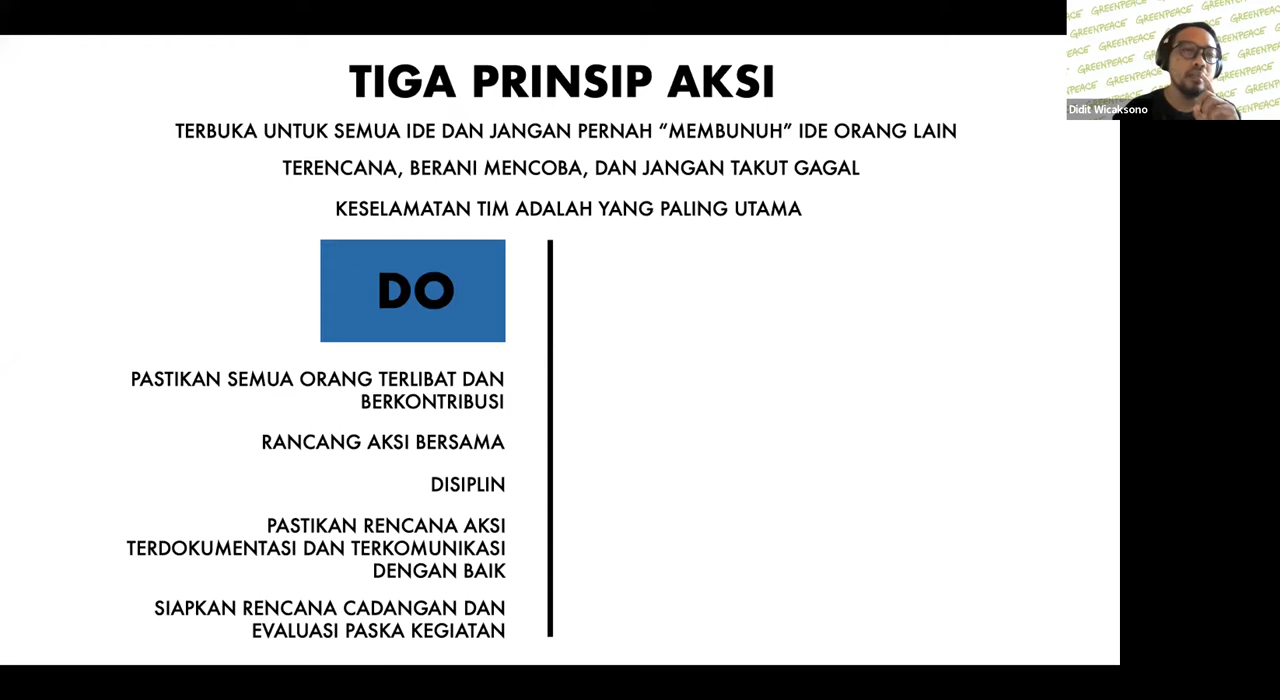 TIGA PRINSIP AKSI
TERBUKA UNTUK SEMUA IDE DAN JANGAN PERNAH “MEMBUNUH” IDE ORANG LAIN
TERENCANA, BERANI MENCOBA, DAN JANGAN TAKUT GAGAL
KESELAMATAN TIM ADALAH YANG PALING UTAMA
DO
PASTIKAN SEMUA ORANG TERLIBAT DAN
BERKONTRIBUSI
RANCANG AKSI BERSAMA
DISIPLIN
PASTIKAN RENCANA AKSI
TERDOKUMENTASI DAN TERKOMUNIKASI
DENGAN BAIK
SIAPKAN RENCANA CADANGAN DAN
EVALUASI PASKA KEGIATAN
GREENPEACE
Didit Wicaksono